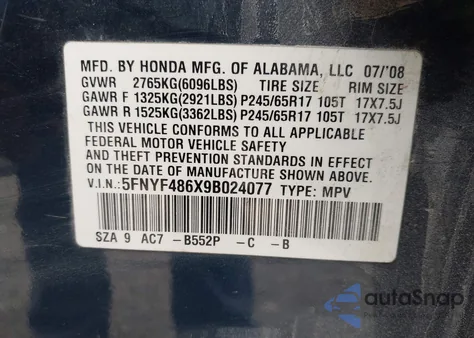 MFD. BY HONDA MFG. OF ALABAMA, LLC 07/'08
GVWR 2765KG(6096LBS) TIRE SIZE RIM SIZE
GAWR F 1325KG(2921LBS) P245/65R17 105T 17X7.5J
GAWR R 1525KG(3362LBS) P245/65R17 105T 17X7.5J
THIS VEHICLE CONFORMS TO ALL APPLICABLE
FEDERAL MOTOR VEHICLE SAFETY
STANDARDS IN EFFECT ON THE
DATE OF MANUFACTURE SHOWN ABOVE.
V.I.N.: 5FNYF486X9B024077 TYPE: MPV
SZA 9 AC7 -B552P -C -B
autoSnap